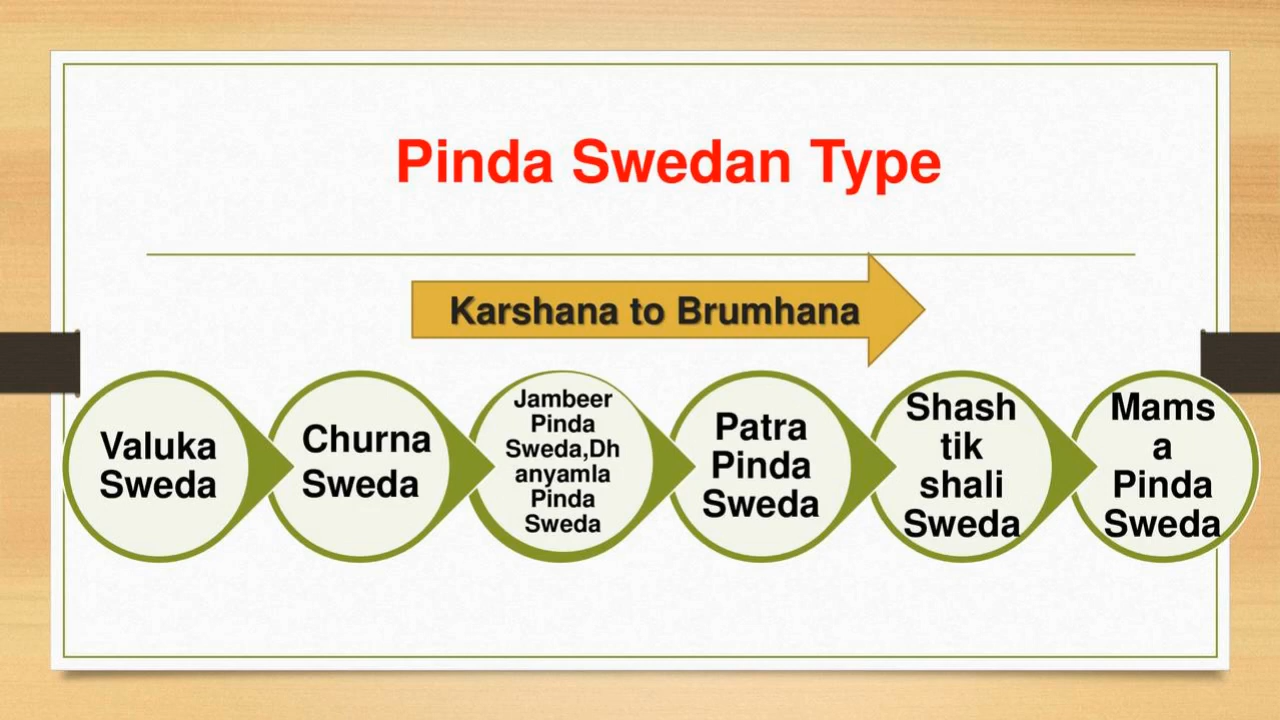 Pinda Swedan Type
Karshana to Brumhana
Valuka
Sweda
Churna
Sweda
Jambeer
Pinda
Sweda,Dh
anyamla
Pinda
Sweda
Patra
Pinda
Sweda
Shash
tik
shali
Sweda
Mams
a
Pinda
Sweda